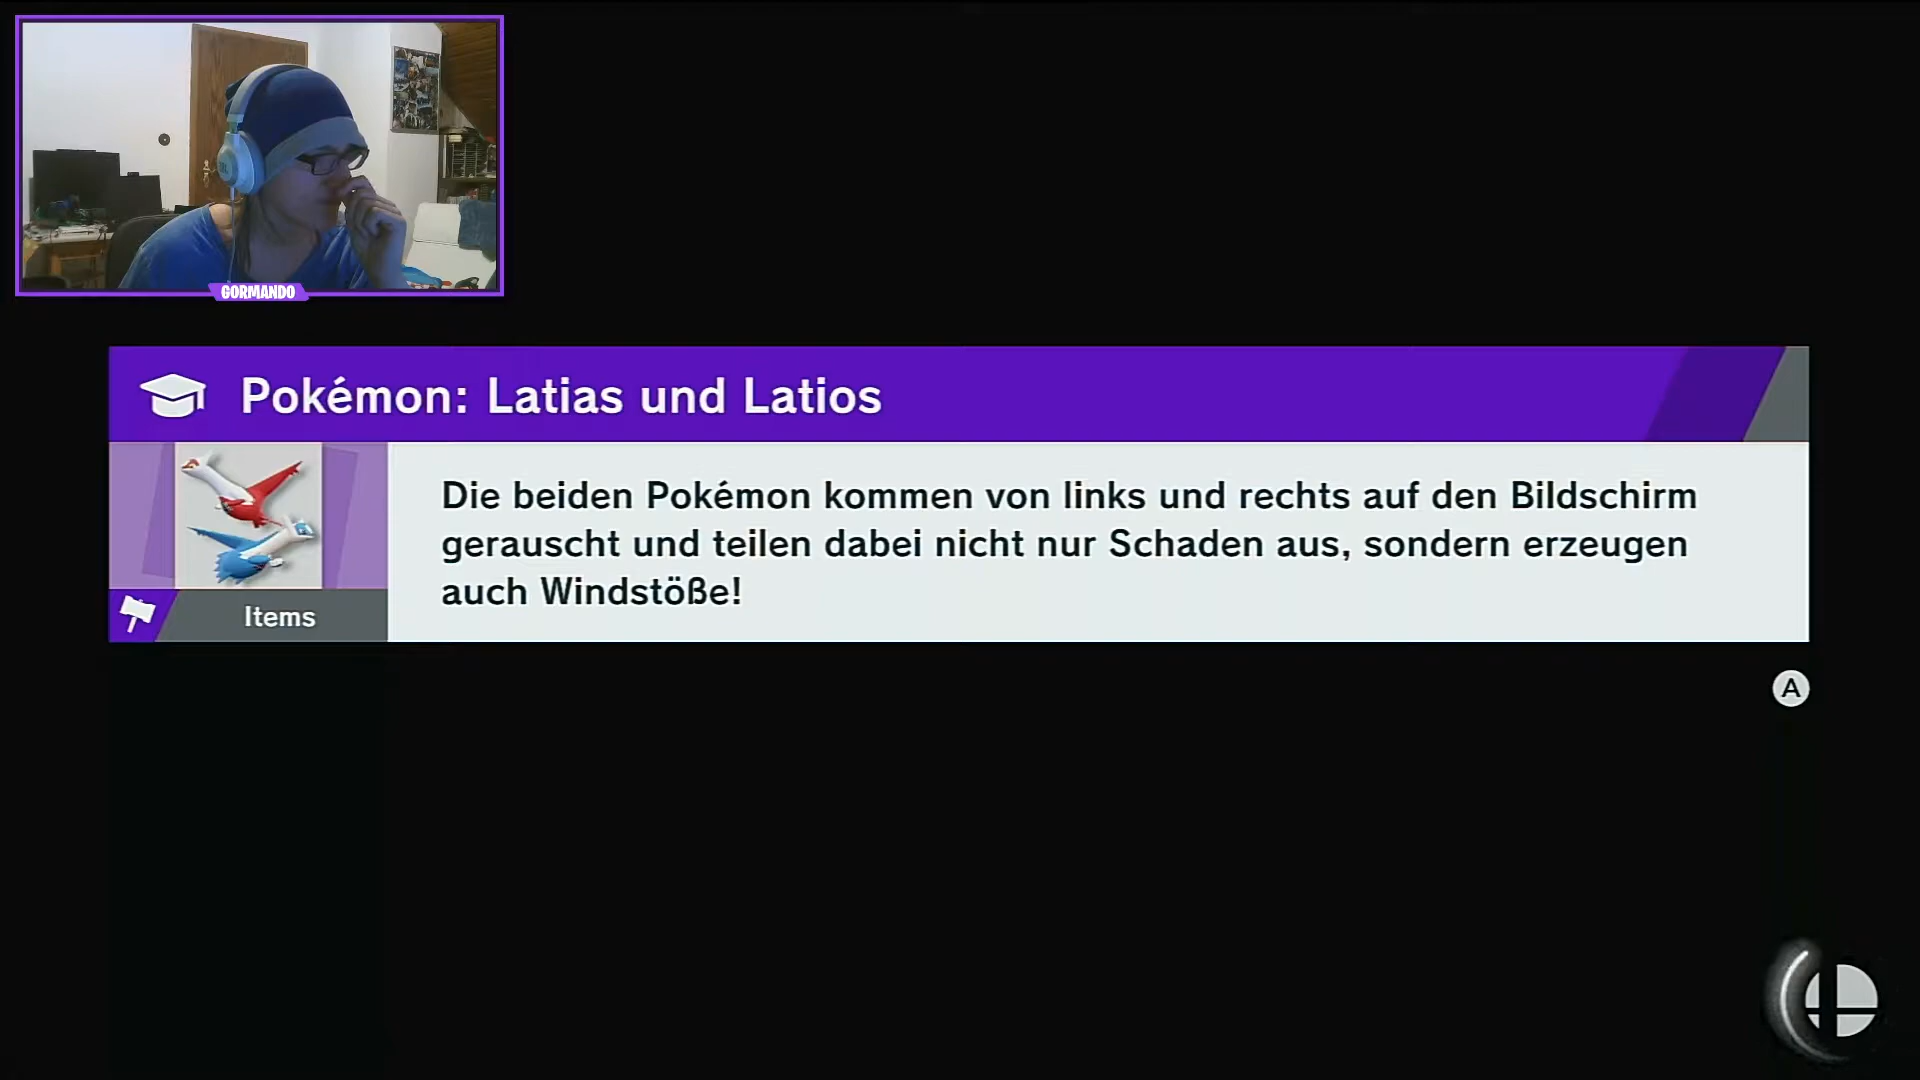 GORMANDO
Pokémon: Latias und Latios
Die beiden Pokémon kommen von links und rechts auf den Bildschirm
gerauscht und teilen dabei nicht nur Schaden aus, sondern erzeugen
auch Windstöße!
Items
A